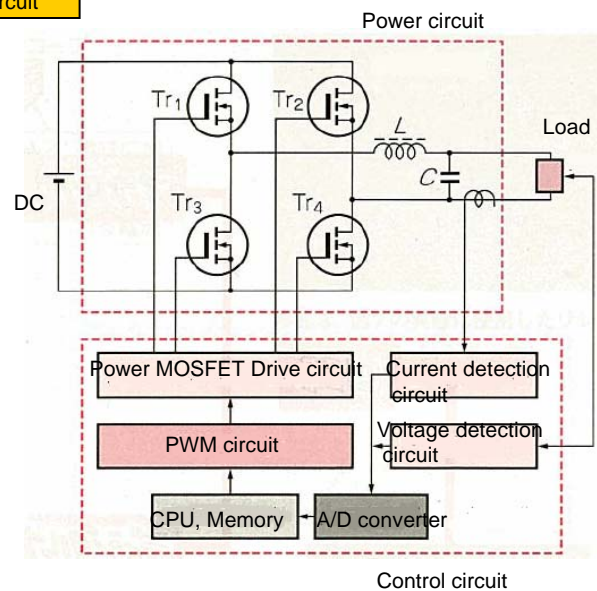 rcuit
Power circuit
Tr1
Tr2
L
Load
C
DC
Tr3
Tr4
Power MOSFET Drive circuit
Current detection
circuit
PWM circuit
Voltage detection
circuit
CPU, Memory
A/D converter
Control circuit